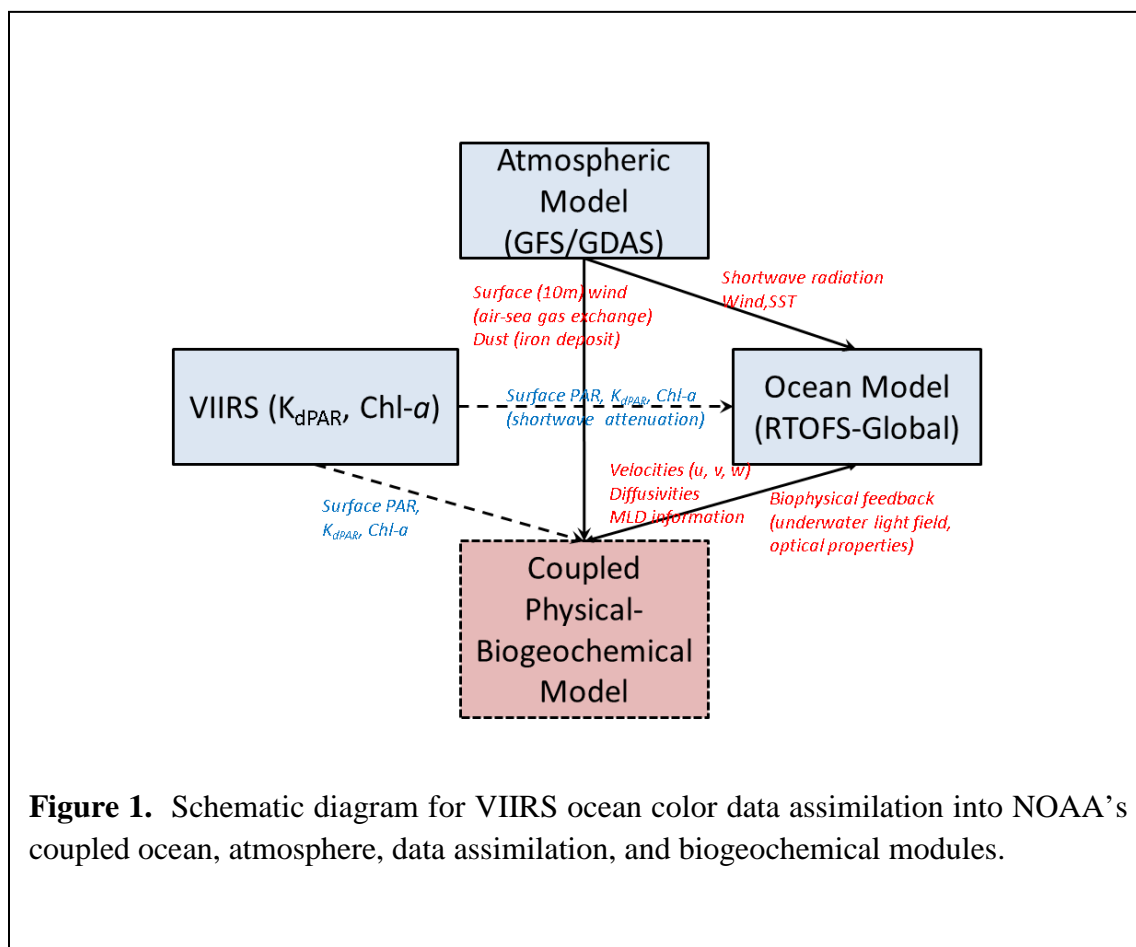 Atmospheric
Model
(GFS/GDAS)
Surface (10m) wind
(air-sea gas exchange)
Dust (iron deposit)
Shortwave radiation
Wind,SST
VIIRS (KdPAR, Chl-a)
Surface PAR, KdPAR, Chl-a
(shortwave attenuation)
Ocean Model
(RTOFS-Global)
Surface PAR,
KdPAR, Chl-a
Velocities (u, v, w)
Diffusivities
MLD information
Biophysical feedback
(underwater light field,
optical properties)
Coupled
Physical-
Biogeochemical
Model
Figure 1. Schematic diagram for VIIRS ocean color data assimilation into NOAA’s
coupled ocean, atmosphere, data assimilation, and biogeochemical modules.